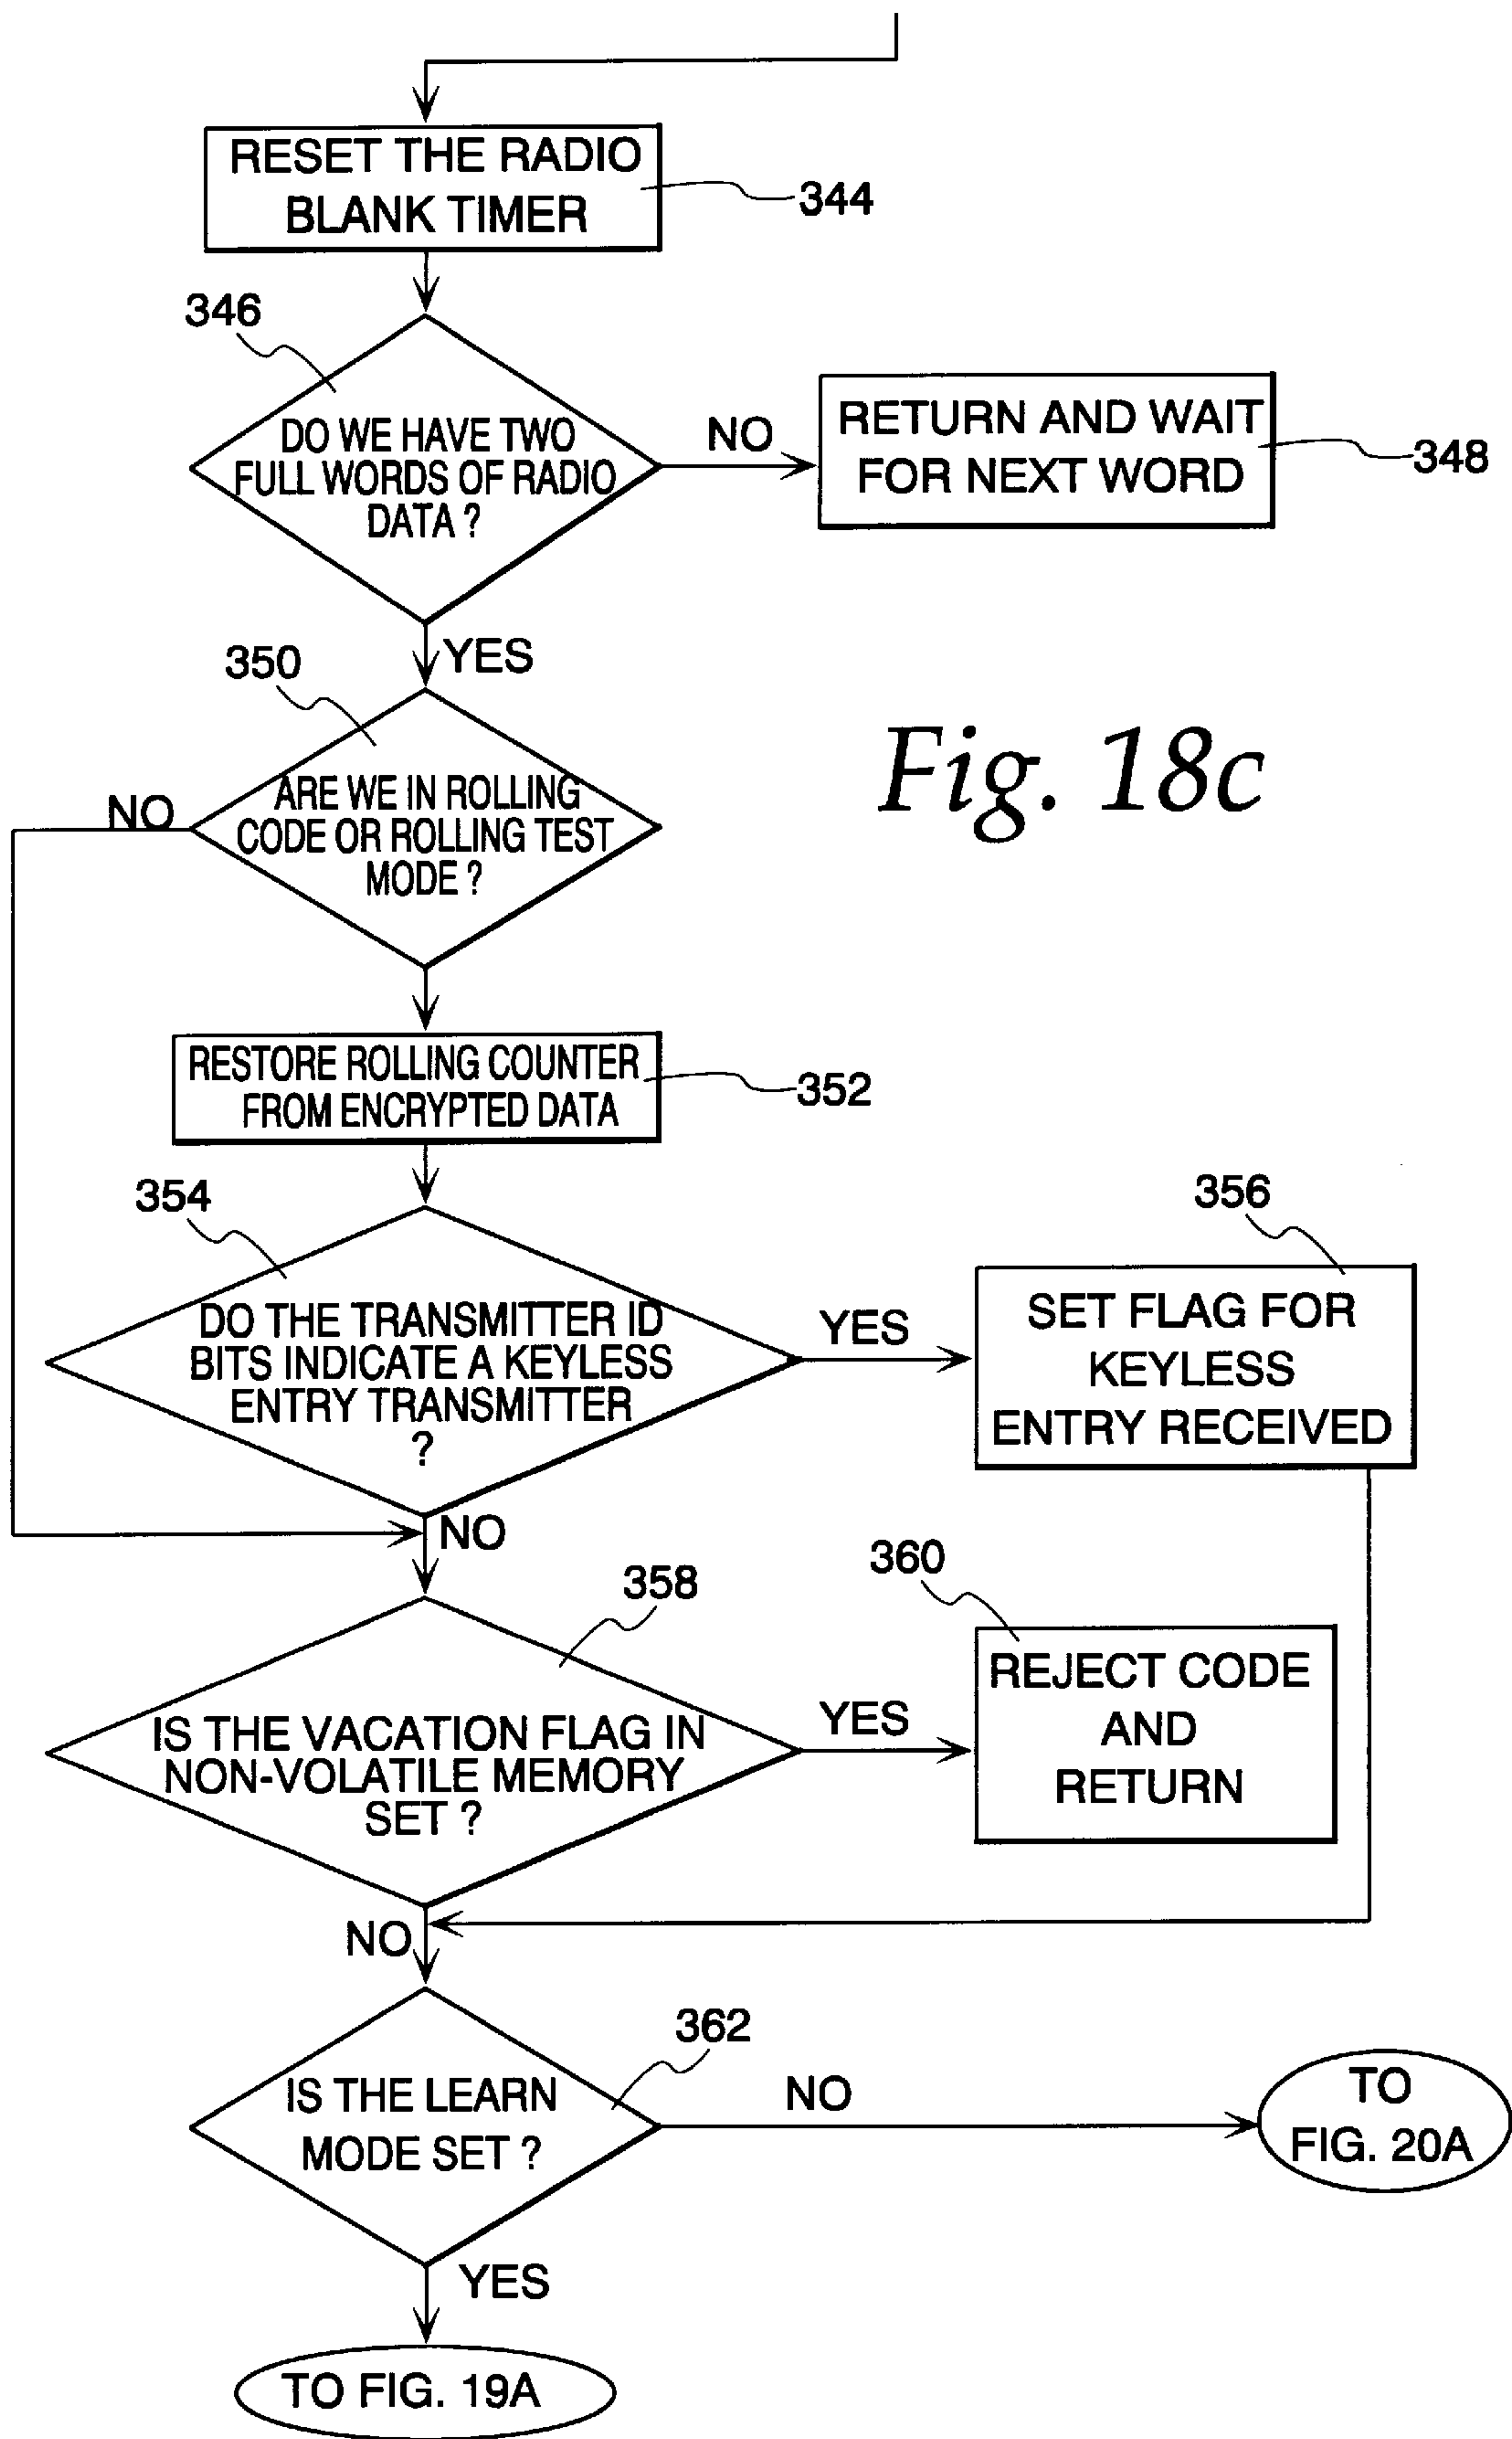 RESET THE RADIO
BLANK TIMER
344
346
DO WE HAVE TWO
FULL WORDS OF RADIO
DATA ?
NO
RETURN AND WAIT
FOR NEXT WORD
348
YES
350
Fig. 18c
ARE WE IN ROLLING
CODE OR ROLLING TEST
MODE ?
NO
RESTORE ROLLING COUNTER
FROM ENCRYPTED DATA
352
354
DO THE TRANSMITTER ID
BITS INDICATE A KEYLESS
ENTRY TRANSMITTER
?
YES
356
SET FLAG FOR
KEYLESS
ENTRY RECEIVED
NO
358
IS THE VACATION FLAG IN
NON-VOLATILE MEMORY
SET ?
YES
360
REJECT CODE
AND
RETURN
NO
362
IS THE LEARN
MODE SET ?
NO
TO
FIG. 20A
YES
TO FIG. 19A